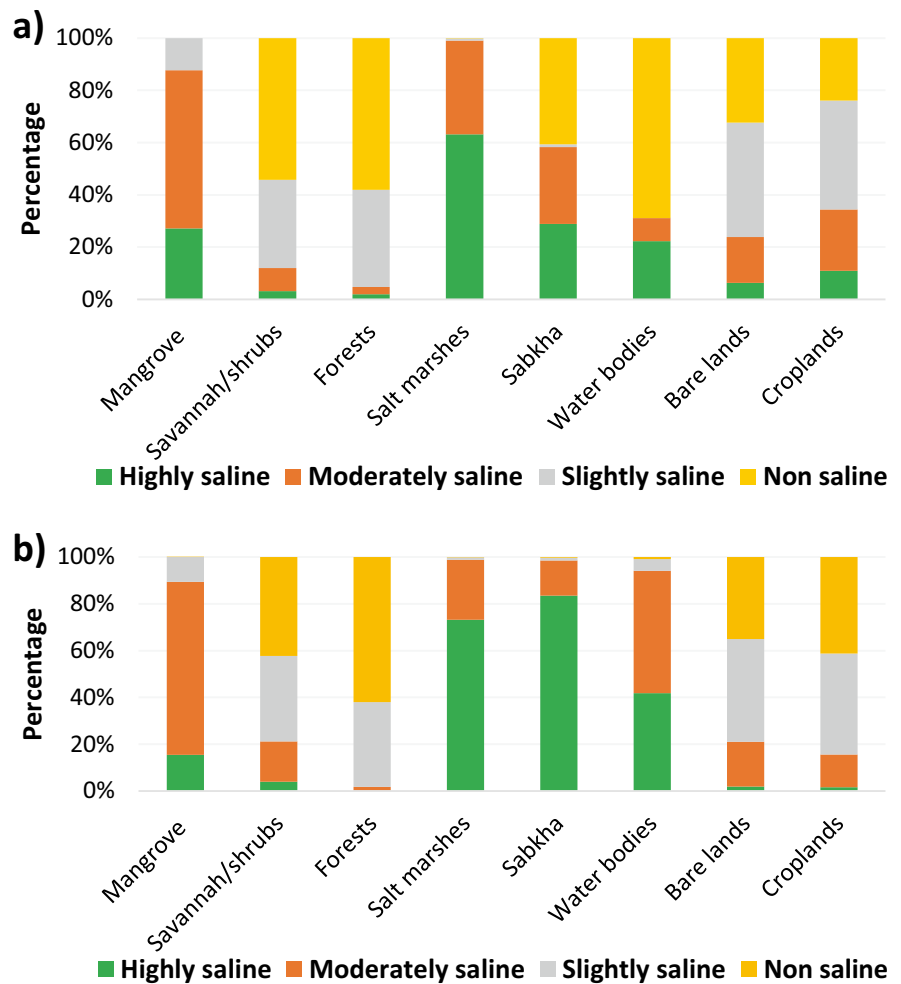 a)
Percentage
100%
80%
60%
40%
20%
0%
Mangrove
Savannah/shrubs
Forests
Salt marshes
Sabkha
Water bodies
Bare lands
Croplands
Highly saline Moderately saline Slightly saline Non saline
b)
Percentage
100%
80%
60%
40%
20%
0%
Mangrove
Savannah/shrubs
Forests
Salt marshes
Sabkha
Water bodies
Bare lands
Croplands
Highly saline Moderately saline Slightly saline Non saline